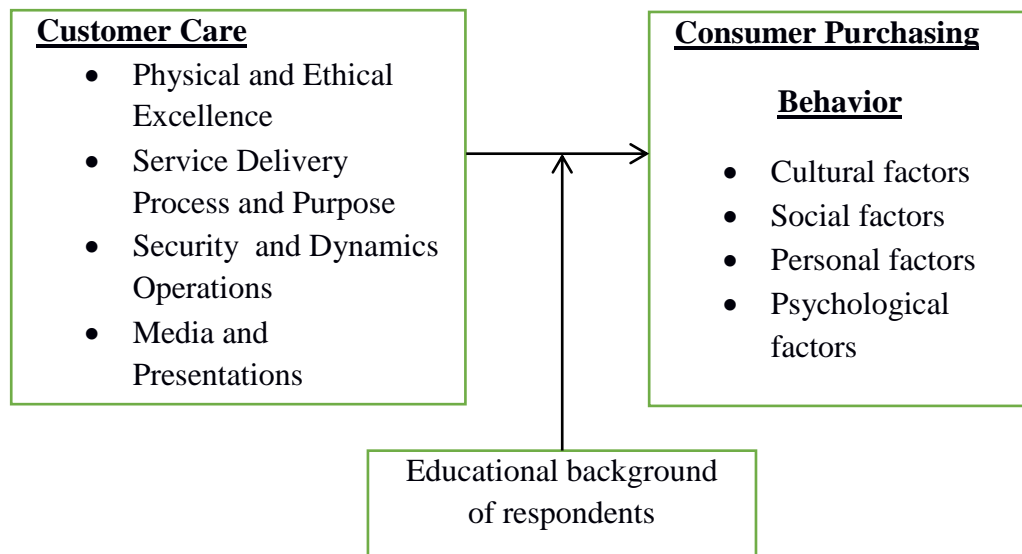 Customer Care
• Physical and Ethical
Excellence
• Service Delivery
Process and Purpose
• Security and Dynamics
Operations
• Media and
Presentations
Consumer Purchasing
Behavior
• Cultural factors
• Social factors
• Personal factors
• Psychological
factors
Educational background
of respondents